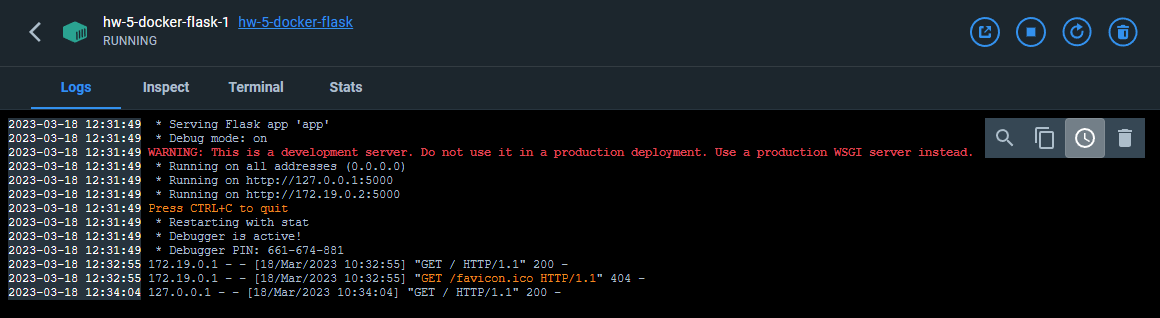 hw-5-docker-flask-1 hw-5-docker-flask
RUNNING
Logs Inspect Terminal Stats
2023-03-18 12:31:49 * Serving Flask app 'app'
2023-03-18 12:31:49 * Debug mode: on
2023-03-18 12:31:49 WARNING: This is a development server. Do not use it in a production deployment. Use a production WSGI server instead.
2023-03-18 12:31:49 * Running on all addresses (0.0.0.0)
2023-03-18 12:31:49 * Running on http://127.0.0.1:5000
2023-03-18 12:31:49 * Running on http://172.19.0.2:5000
2023-03-18 12:31:49 Press CTRL+C to quit
2023-03-18 12:31:49 * Restarting with stat
2023-03-18 12:31:49 * Debugger is active!
2023-03-18 12:31:49 * Debugger PIN: 661-674-881
2023-03-18 12:32:55 172.19.0.1 - - [18/Mar/2023 10:32:55] "GET / HTTP/1.1" 200 -
2023-03-18 12:32:55 172.19.0.1 - - [18/Mar/2023 10:32:55] "GET /favicon.ico HTTP/1.1" 404 -
2023-03-18 12:34:04 127.0.0.1 - - [18/Mar/2023 10:34:04] "GET / HTTP/1.1" 200 -